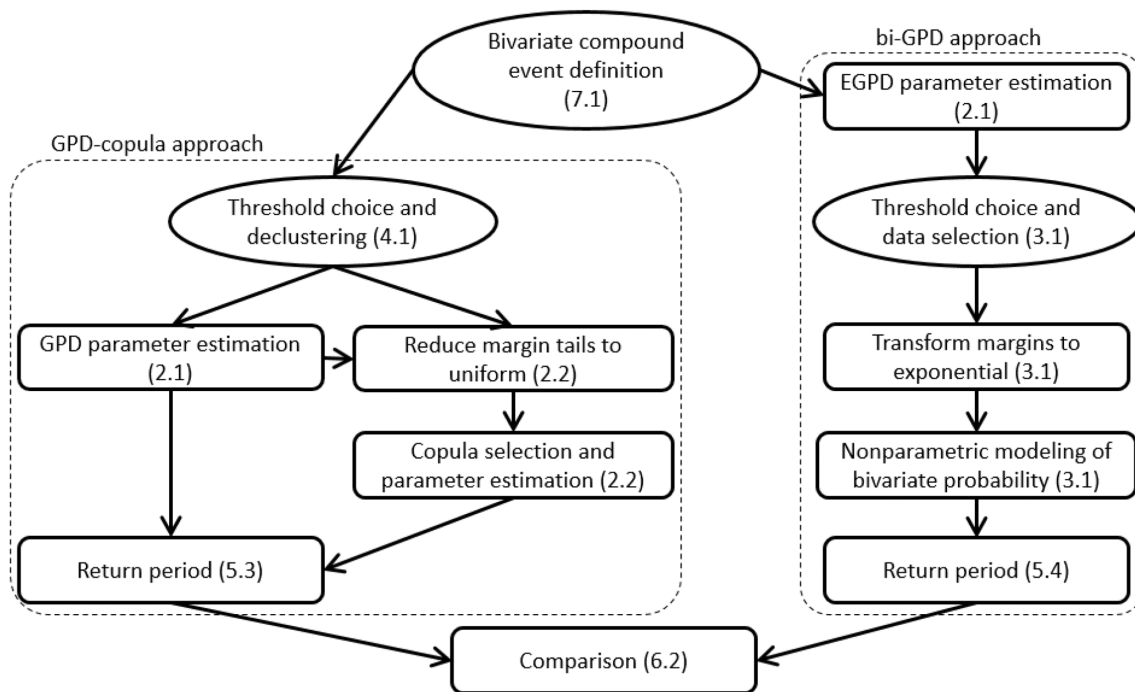 Bivariate compound
event definition
(7.1)
GPD-copula approach
Threshold choice and
declustering (4.1)
GPD parameter estimation
(2.1)
Reduce margin tails to
uniform (2.2)
Copula selection and
parameter estimation (2.2)
Return period (5.3)
bi-GPD approach
EGPD parameter estimation
(2.1)
Threshold choice and
data selection (3.1)
Transform margins to
exponential (3.1)
Nonparametric modeling of
bivariate probability (3.1)
Return period (5.4)
Comparison (6.2)